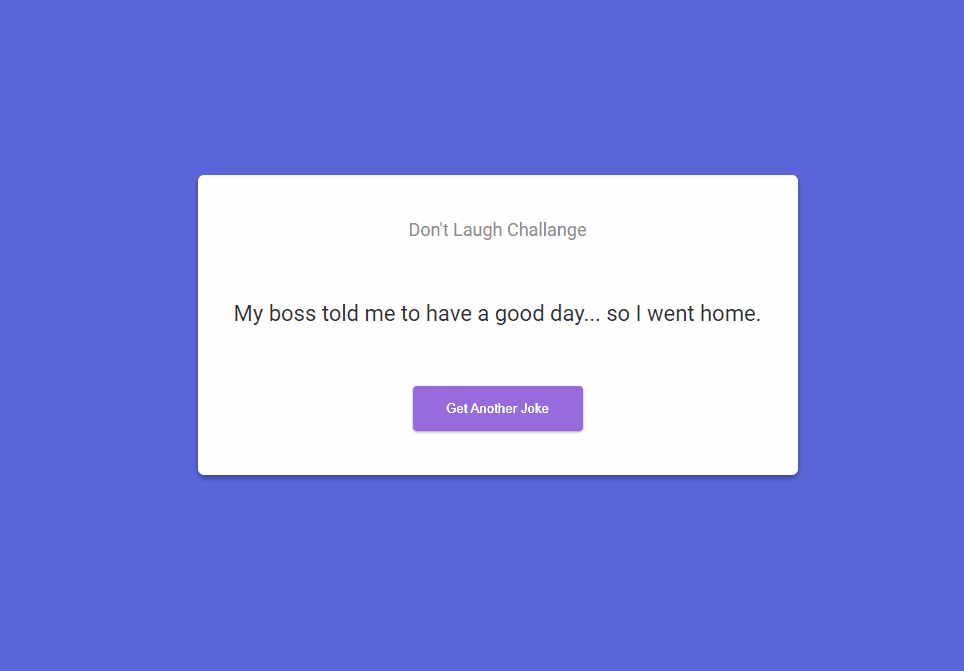 Don't Laugh Challange
My boss told me to have a good day... so I went home.
Get Another Joke